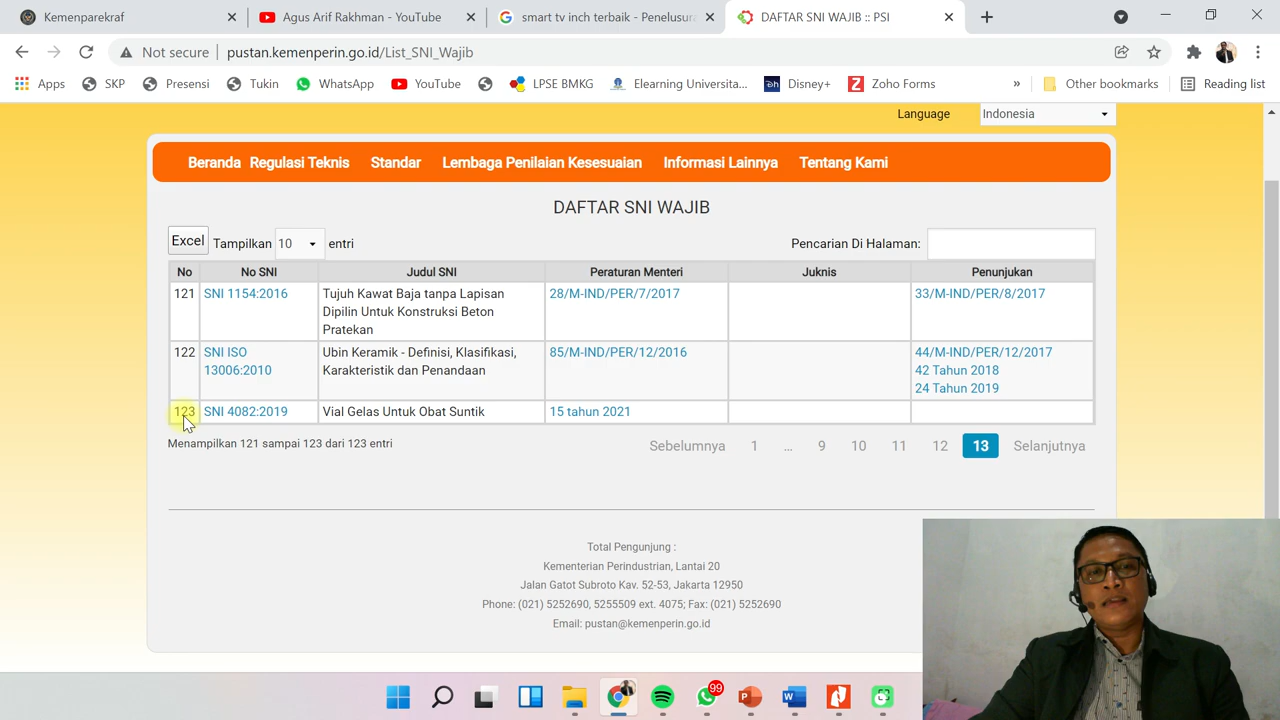 Kemenparekraf
Agus Arif Rakhman - YouTube
smart tv inch terbaik - Penelusura
DAFTAR SNI WAJIB :: PSI
Not secure
pustan.kemenperin.go.id/List_SNI_Wajib
Apps
SKP
Presensi
Tukin
WhatsApp
YouTube
LPSE BMKG
Elearning Universita...
Disney+
Zoho Forms
»
Other bookmarks
Reading list
Language
Indonesia
Beranda
Regulasi Teknis
Standar
Lembaga Penilaian Kesesuaian
Informasi Lainnya
Tentang Kami
DAFTAR SNI WAJIB
Excel
Tampilkan 10 entri
Pencarian Di Halaman:
No
No SNI
Judul SNI
Peraturan Menteri
Juknis
Penunjukan
121
SNI 1154:2016
Tujuh Kawat Baja tanpa Lapisan
Dipilin Untuk Konstruksi Beton
Pratekan
28/M-IND/PER/7/2017
33/M-IND/PER/8/2017
122
SNI ISO
13006:2010
Ubin Keramik - Definisi, Klasifikasi,
Karakteristik dan Penandaan
85/M-IND/PER/12/2016
44/M-IND/PER/12/2017
42 Tahun 2018
24 Tahun 2019
123
SNI 4082:2019
Vial Gelas Untuk Obat Suntik
15 tahun 2021
Menampilkan 121 sampai 123 dari 123 entri
Sebelumnya
1
...
9
10
11
12
13
Selanjutnya
Total Pengunjung :
Kementerian Perindustrian, Lantai 20
Jalan Gatot Subroto Kav. 52-53, Jakarta 12950
Phone: (021) 5252690, 5255509 ext. 4075; Fax: (021) 5252690
Email: pustan@kemenperin.go.id
99